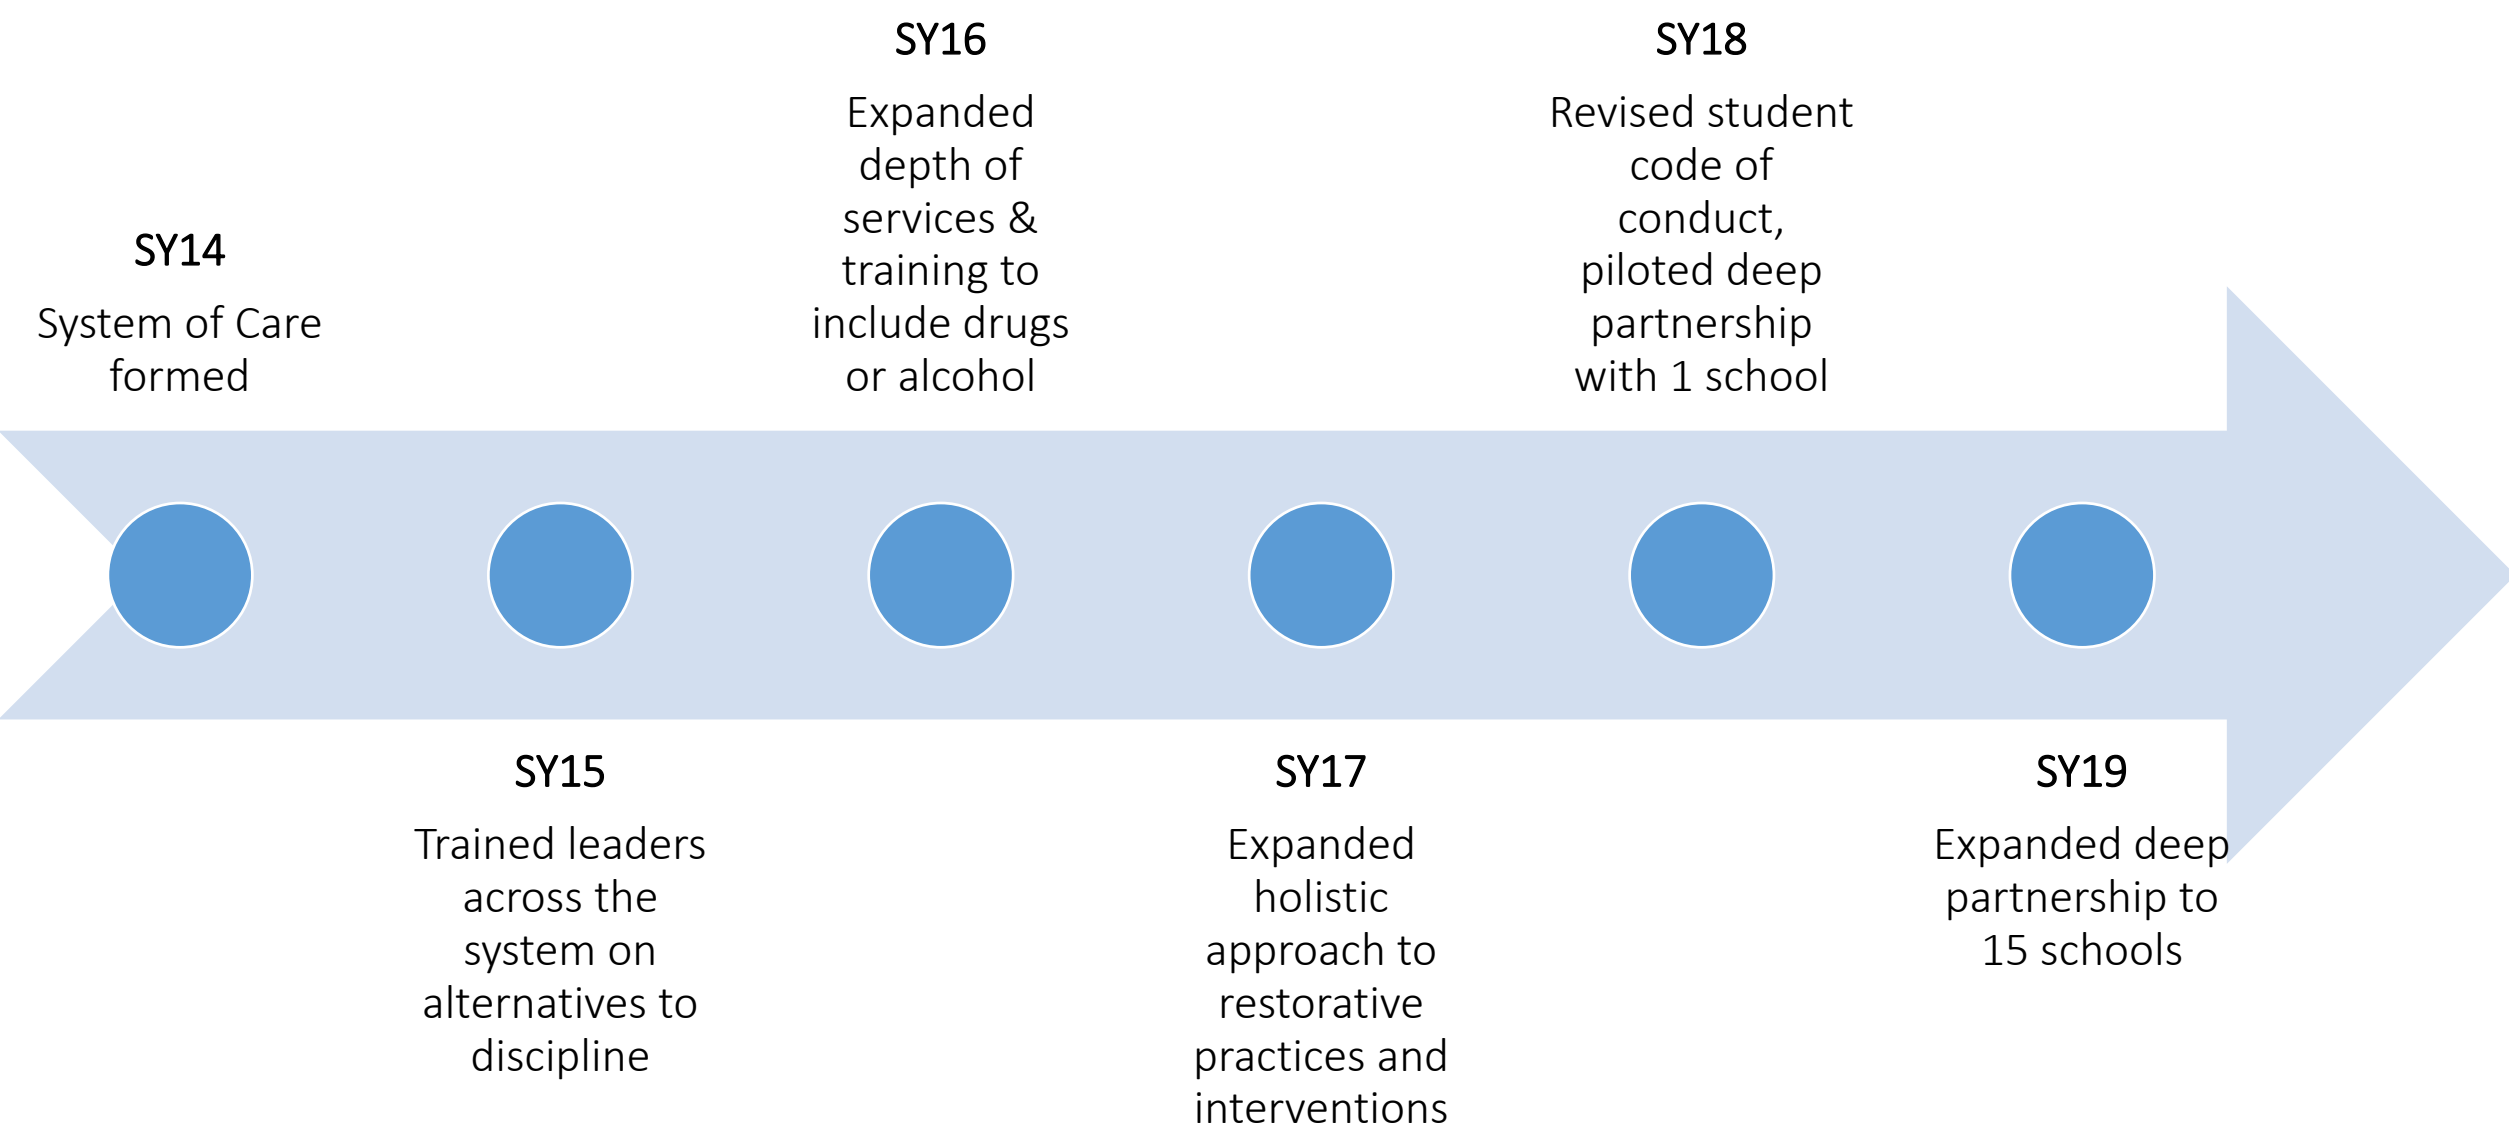 SY14
System of Care
formed
SY15
Trained leaders
across the
system on
alternatives to
discipline
SY16
Expanded
depth of
services &
training to
include drugs
or alcohol
SY17
Expanded
holistic
approach to
restorative
practices and
interventions
SY18
Revised student
code of
conduct,
piloted deep
partnership
with 1 school
SY19
Expanded deep
partnership to
15 schools